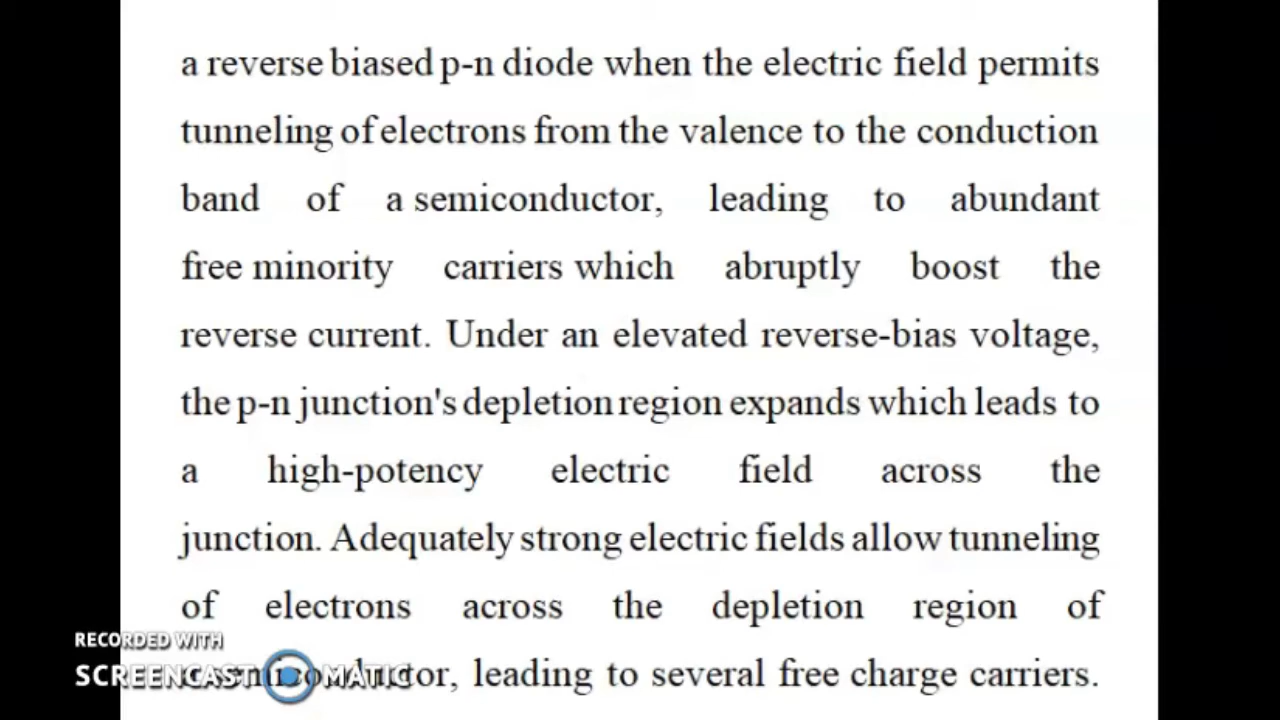 a reverse biased p-n diode when the electric field permits
tunneling of electrons from the valence to the conduction
band of a semiconductor, leading to abundant
free minority carriers which abruptly boost the
reverse current. Under an elevated reverse-bias voltage,
the p-n junction's depletion region expands which leads to
a high-potency electric field across the
junction. Adequately strong electric fields allow tunneling
of electrons across the depletion region of
RECORDED WITH
SCREENCAST MATIC
leading to several free charge carriers.